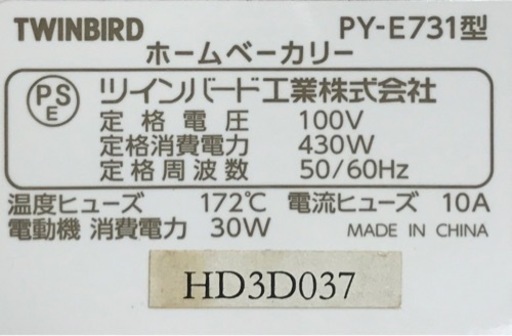 TWINBIRD PY-E731型
ホームベーカリー
PSE ツインバード工業株式会社
定格電圧 100V
定格消費電力 430W
定格周波数 50/60Hz
温度ヒューズ 172℃ 電流ヒューズ 10A
電動機 消費電力 30W MADE IN CHINA
HD3D037